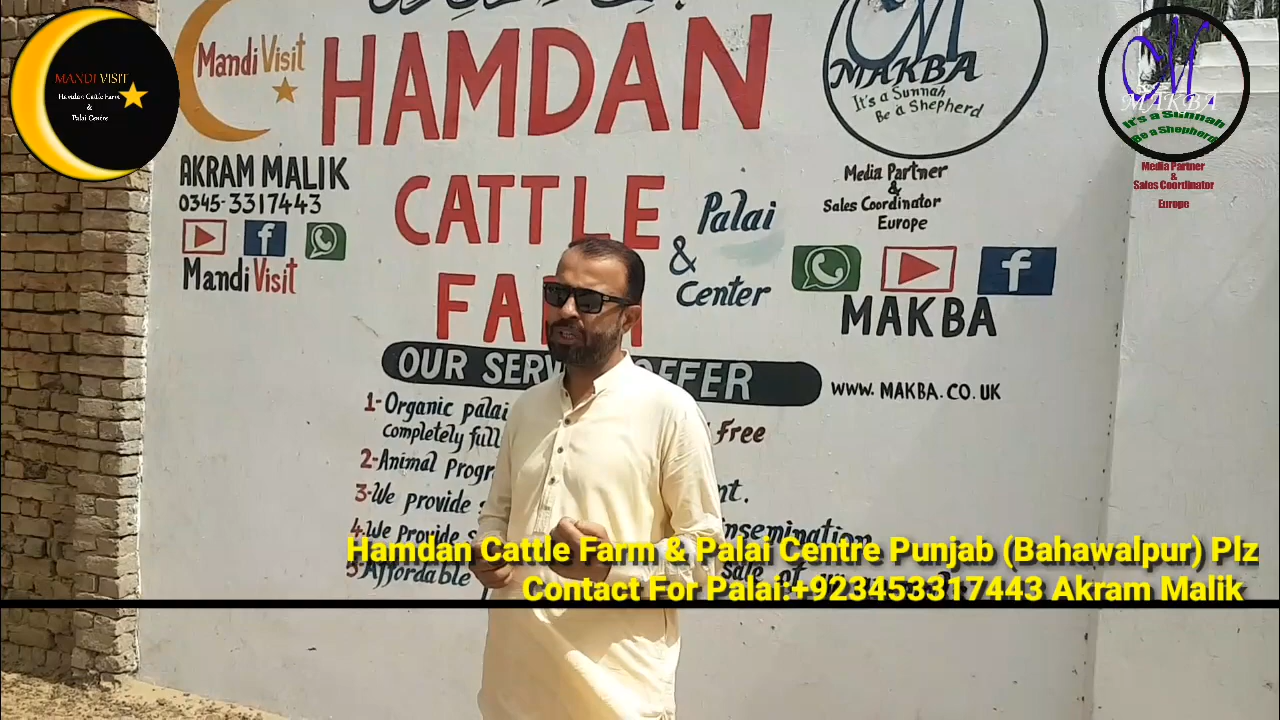 MANDI VISIT
Hamdan Cattle Farm
&
Palai Centre
Mandi Visit
HAMDAN
CATTLE
FA
Palai
&
Center
AKRAM MALIK
0345-3317443
f
Mandi Visit
MAKBA
It's a Sunnah
Be a Shepherd
Media Partner
&
Sales Coordinator
Europe
f
MAKBA
WWW.MAKBA.CO.UK
M
MAKBA
It's a Sunnah
Be a Shepherd
Media Partner
&
Sales Coordinator
Europe
OUR SERV OFFER
1-Organic palai
completely full Free
2-Animal Progr
3-We provide
4-We Provide s nsemination
5-Affordable sale of
Hamdan Cattle Farm & Palai Centre Punjab (Bahawalpur) Plz
Contact For Palai:+923453317443 Akram Malik